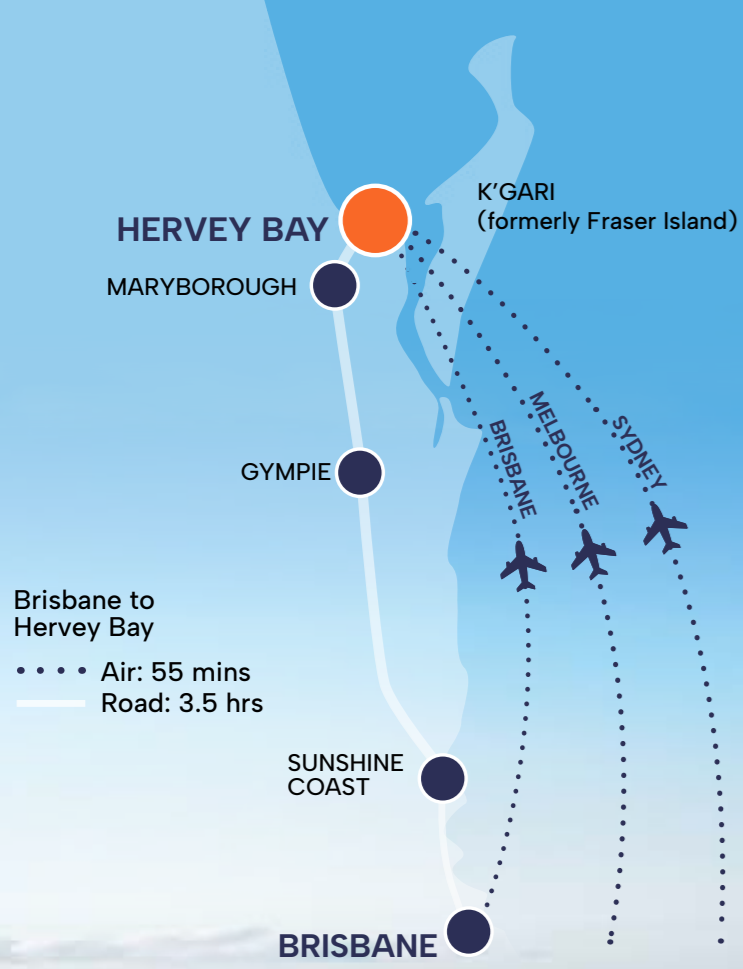 K'GARI
(formerly Fraser Island)
HERVEY BAY
MARYBOROUGH
BRISBANE
MELBOURNE
SYDNEY
GYMPIE
Brisbane to
Hervey Bay
Air: 55 mins
Road: 3.5 hrs
SUNSHINE
COAST
BRISBANE